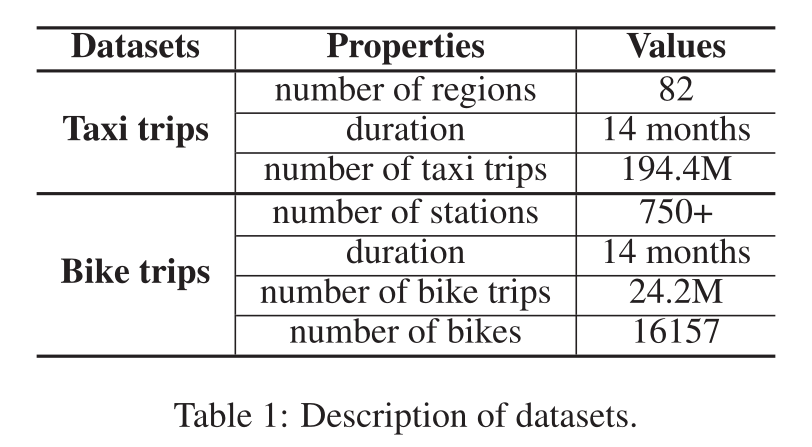 Datasets Properties Values
Taxi trips number of regions 82
duration 14 months
number of taxi trips 194.4M
Bike trips number of stations 750+
duration 14 months
number of bike trips 24.2M
number of bikes 16157
Table 1: Description of datasets.